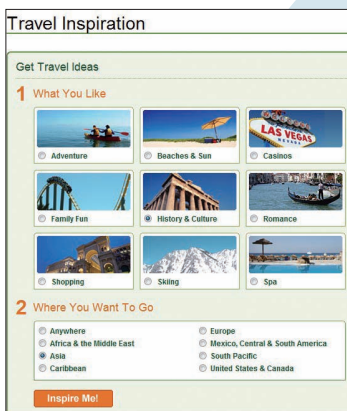 Travel Inspiration
Get Travel Ideas
1 What You Like
Adventure
Beaches & Sun
LAS VEGAS
NEVADA
Casinos
Family Fun
History & Culture
Romance
Shopping
Skiing
Spa
2 Where You Want To Go
Anywhere
Europe
Africa & the Middle East
Mexico, Central & South America
Asia
South Pacific
Caribbean
United States & Canada
Inspire Me!